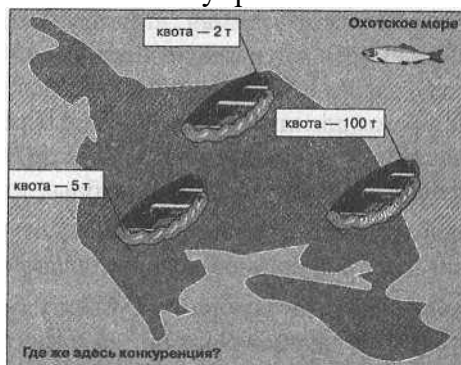 Охотское море
квота — 2 т
квота — 100 т
квота — 5 т
Где же здесь конкуренция?